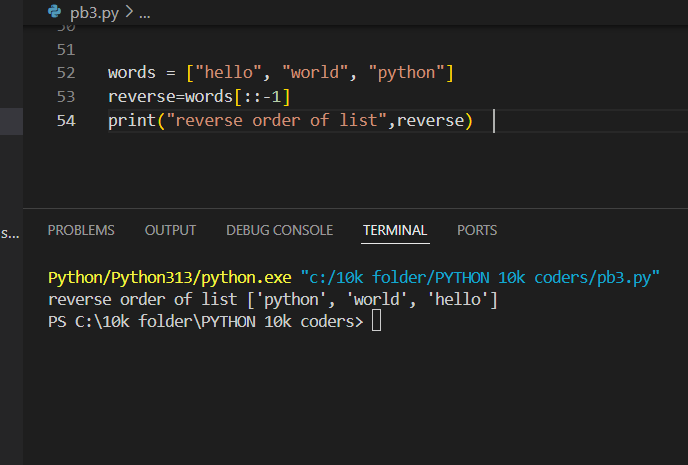 pb3.py > ...
51
52 words = ["hello", "world", "python"]
53 reverse=words[::-1]
54 print("reverse order of list",reverse)
s...
PROBLEMS OUTPUT DEBUG CONSOLE TERMINAL PORTS
Python/Python313/python.exe "c:/10k folder/PYTHON 10k coders/pb3.py"
reverse order of list ['python', 'world', 'hello']
PS C:\10k folder\PYTHON 10k coders>